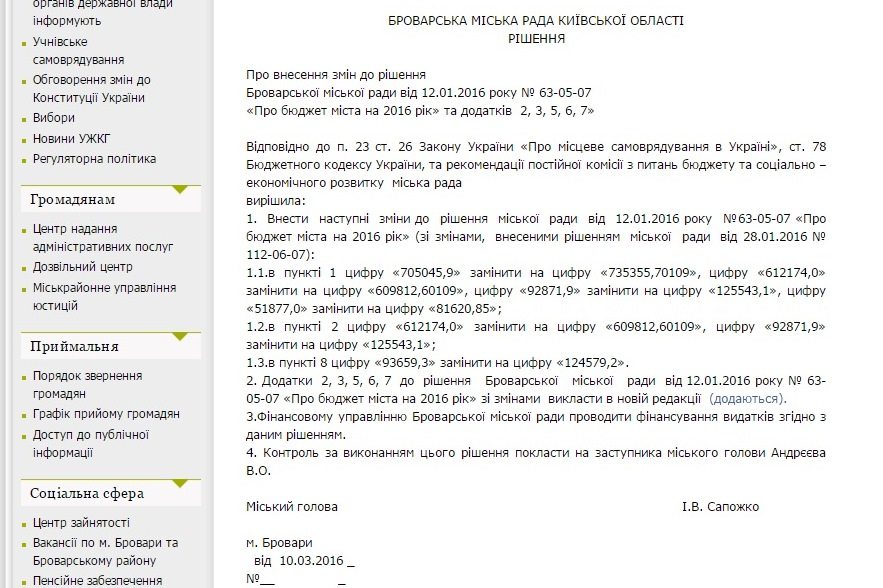 органів державної влади
інформують
Учнівське
самоврядування
Обговорення змін до
Конституції України
Вибори
Новини УЖКГ
Регуляторна політика
Громадянам
Центр надання
адміністративних послуг
Дозвільний центр
Міськрайонне управління
юстицій
Приймальня
Порядок звернення
громадян
Графік прийому громадян
Доступ до публічної
інформації
Соціальна сфера
Центр зайнятості
Вакансії по м. Бровари та
Броварському району
Пенсійне забезпечення
БРОВАРСЬКА МІСЬКА РАДА КИЇВСЬКОЇ ОБЛАСТІ
РІШЕННЯ
Про внесення змін до рішення
Броварської міської ради від 12.01.2016 року № 63-05-07
«Про бюджет міста на 2016 рік» та додатків 2, 3, 5, 6, 7»
Відповідно до п. 23 ст. 26 Закону України «Про місцеве самоврядування в Україні», ст. 78
Бюджетного кодексу України, та рекомендації постійної комісії з питань бюджету та соціально –
економічного розвитку міська рада
вирішила:
1. Внести наступні зміни до рішення міської ради від 12.01.2016 року №63-05-07 «Про
бюджет міста на 2016 рік» (зі змінами, внесеними рішенням міської ради від 28.01.2016 №
112-06-07):
1.1.в пункті 1 цифру «705045,9» замінити на цифру «735355,70109», цифру «612174,0»
замінити на цифру «609812,60109», цифру «92871,9» замінити на цифру «125543,1», цифру
«51877,0» замінити на цифру «81620,85»;
1.2.в пункті 2 цифру «612174,0» замінити на цифру «609812,60109», цифру «92871,9»
замінити на цифру «125543,1»;
1.3.в пункті 8 цифру «93659,3» замінити на цифру «124579,2».
2. Додатки 2, 3, 5, 6, 7 до рішення Броварської міської ради від 12.01.2016 року № 63-
05-07 «Про бюджет міста на 2016 рік» зі змінами викласти в новій редакції (додаються).
3.Фінансовому управлінню Броварської міської ради проводити фінансування видатків згідно з
даним рішенням.
4. Контроль за виконанням цього рішення покласти на заступника міського голови Андрєєва
В.О.
Міський голова І.В. Сапожко
м. Бровари
від 10.03.2016 _
№__ _